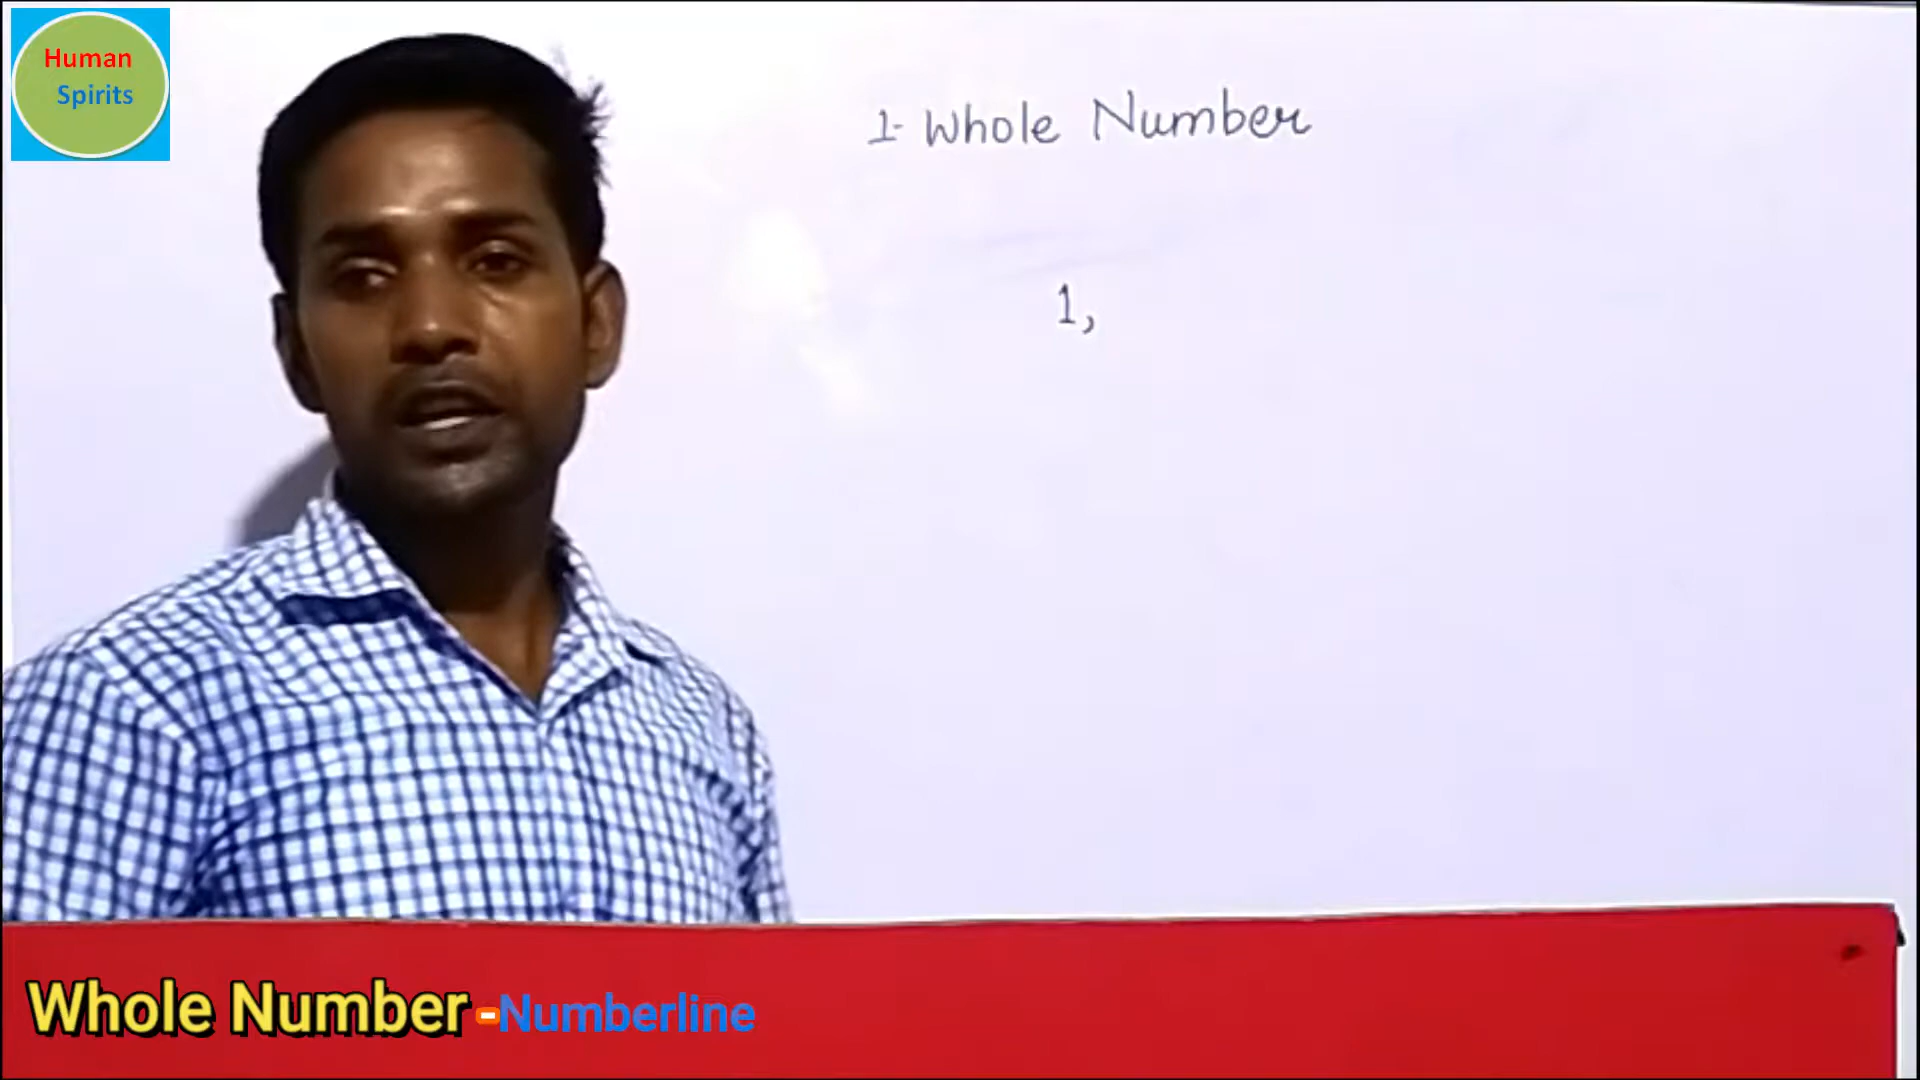 Human
Spirits
1- Whole Number
1,
Whole Number -Numberline